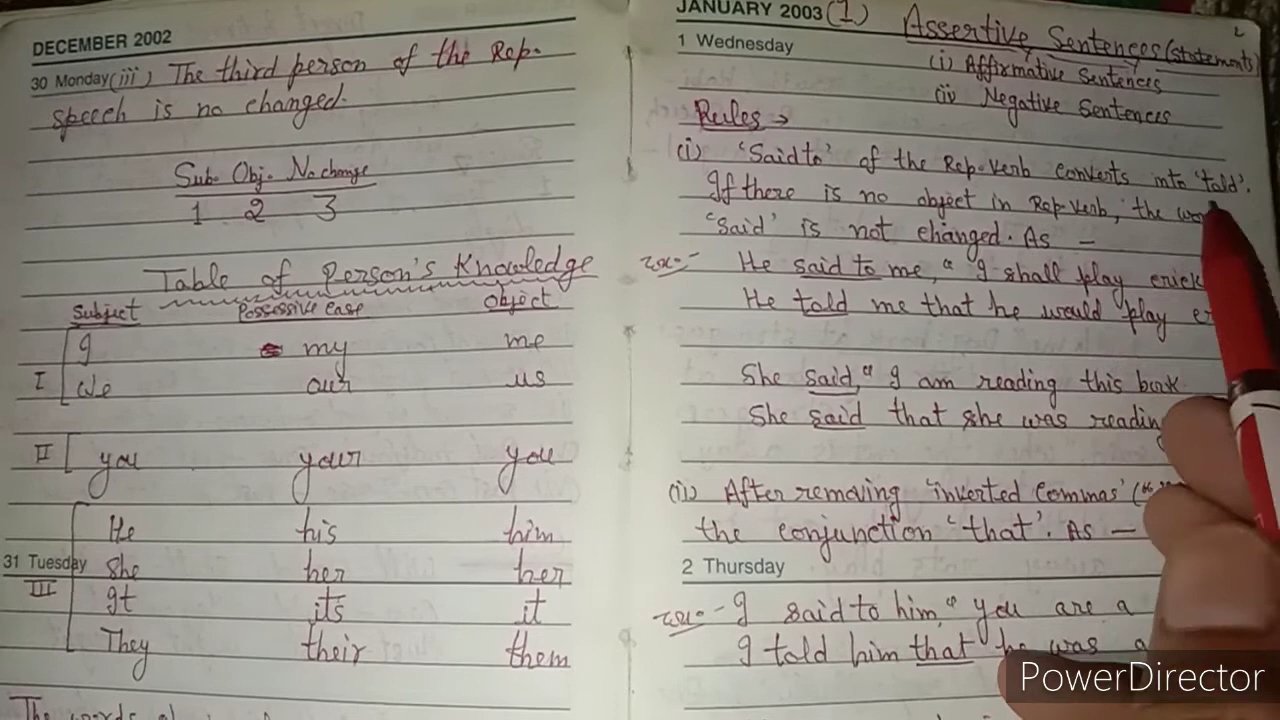 DECEMBER 2002
30 Monday (iii) The third person of the Rep.
speech is no changed.
Sub. Obj. No change
1 2 3
Table of Person's Knowledge
Subject Possessive case Object
I my me
I We our us
II you your you
He his him
31 Tuesday She her her
III It its it
They their them
The words
JANUARY 2003 (1) Assertive Sentences (Statements) 2
1 Wednesday (i) Affirmative Sentences
(ii) Negative Sentences
Rules →
(i) 'Said to' of the Rep. verb converts into 'told'.
If there is no object in Rep. verb, the
'said' is not changed. As —
Ex:- He said to me, "I shall play
He told me that he would play
She said, "I am reading this book
She said that she was reading
(ii) After removing 'inverted commas' (
the conjunction 'that'. As —
2 Thursday
Ex:- I said to him, "you are a
I told him that he was a
PowerDirector